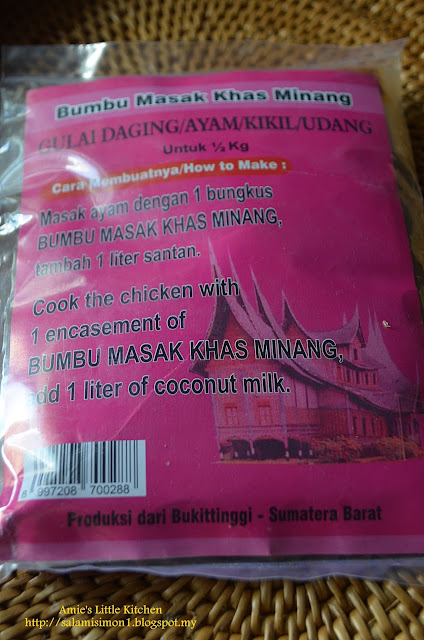 Bumbu Masak Khas Minang
GULAI DAGING/AYAM/KIKIL/UDANG
Untuk ½ Kg
Cara Membuatnya/How to Make :
Masak ayam dengan 1 bungkus
BUMBU MASAK KHAS MINANG,
tambah 1 liter santan.
Cook the chicken with
1 encasement of
BUMBU MASAK KHAS MINANG,
add 1 liter of coconut milk.
8 997208 700288
Produksi dari Bukittinggi - Sumatera Barat
Amie's Little Kitchen
http://salamisimon1.blogspot.my